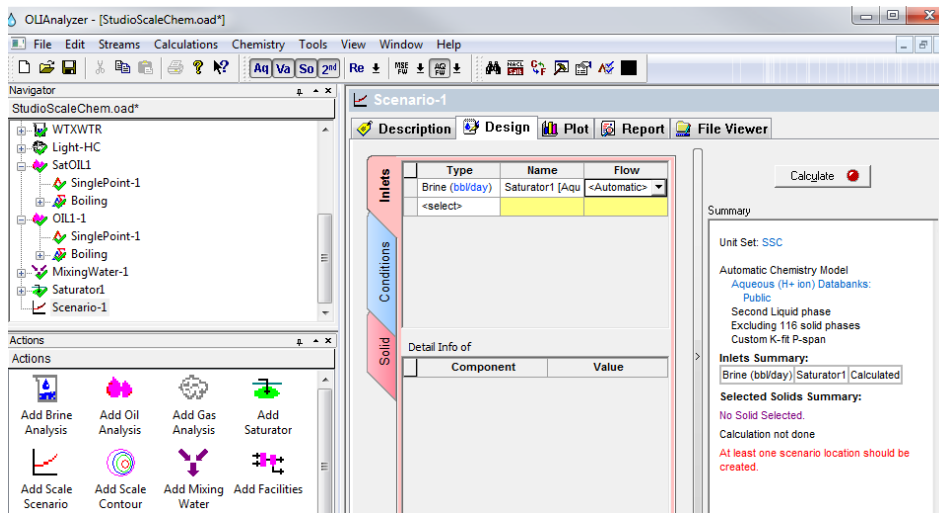 OLIAnalyzer - [StudioScaleChem.oad*]
File Edit Streams Calculations Chemistry Tools View Window Help
Aq Va So 2nd Re MSE FW AQ FW
Navigator
StudioScaleChem.oad*
WTXWTR
Light-HC
SatOIL1
SinglePoint-1
Boiling
OIL1-1
SinglePoint-1
Boiling
MixingWater-1
Saturator1
Scenario-1
Actions
Actions
Add Brine Analysis
Add Oil Analysis
Add Gas Analysis
Add Saturator
Add Scale Scenario
Add Scale Contour
Add Mixing Water
Add Facilities
Scenario-1
Description Design Plot Report File Viewer
Inlets
Conditions
Solid
Type Name Flow
Brine (bbl/day) Saturator1 [Aqu <Automatic>
<select>
Detail Info of
Component Value
Calculate
Summary
Unit Set: SSC
Automatic Chemistry Model
Aqueous (H+ ion) Databanks:
Public
Second Liquid phase
Excluding 116 solid phases
Custom K-fit P-span
Inlets Summary:
Brine (bbl/day) Saturator1 Calculated
Selected Solids Summary:
No Solid Selected.
Calculation not done
At least one scenario location should be
created.